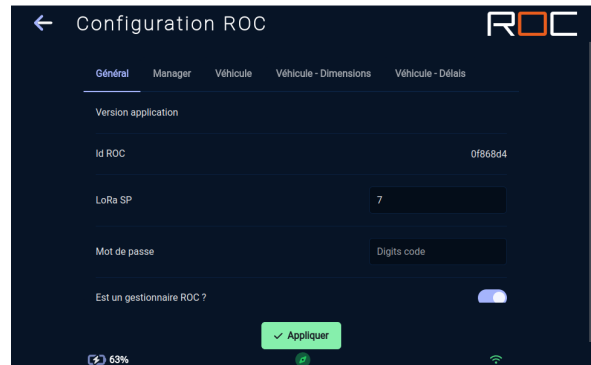 Configuration ROC
ROC
Général Manager Véhicule Véhicule - Dimensions Véhicule - Délais
Version application
Id ROC 0f868d4
LoRa SP 7
Mot de passe Digits code
Est un gestionnaire ROC ?
Appliquer
63%